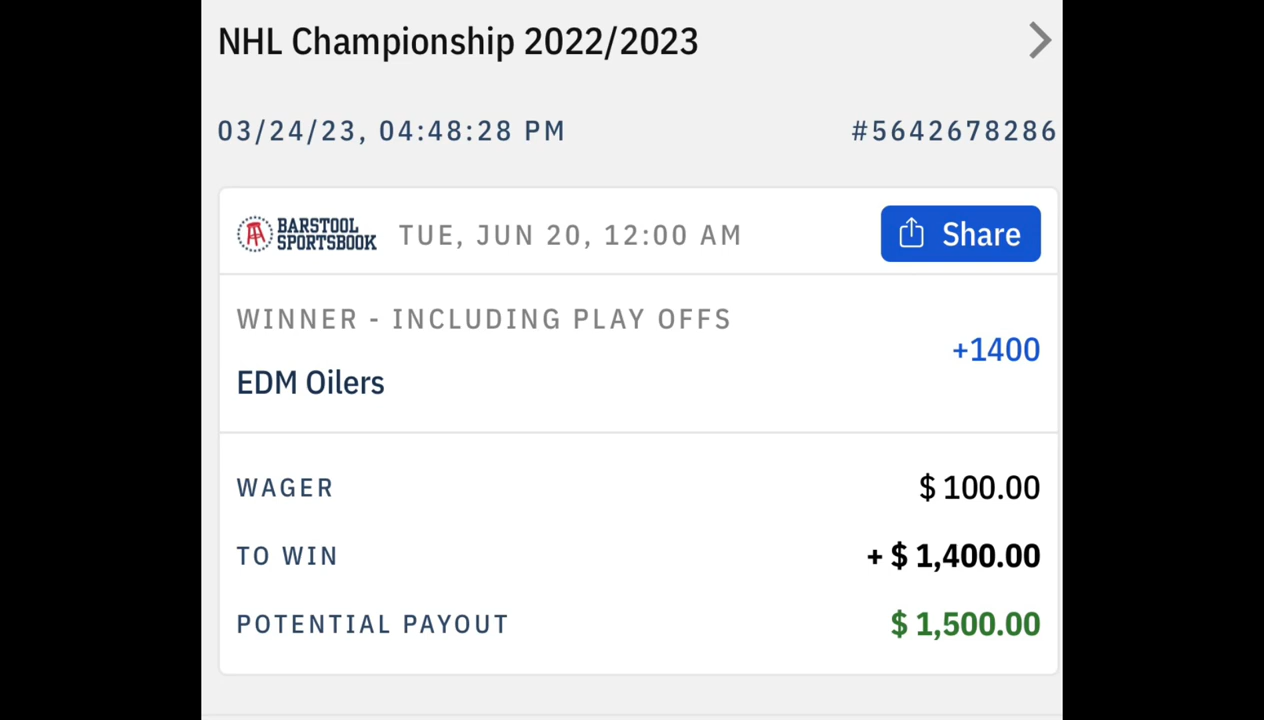 NHL Championship 2022/2023
03/24/23, 04:48:28 PM #5642678286
BARSTOOL
SPORTSBOOK
TUE, JUN 20, 12:00 AM
Share
WINNER - INCLUDING PLAY OFFS
+1400
EDM Oilers
WAGER $ 100.00
TO WIN + $ 1,400.00
POTENTIAL PAYOUT $ 1,500.00